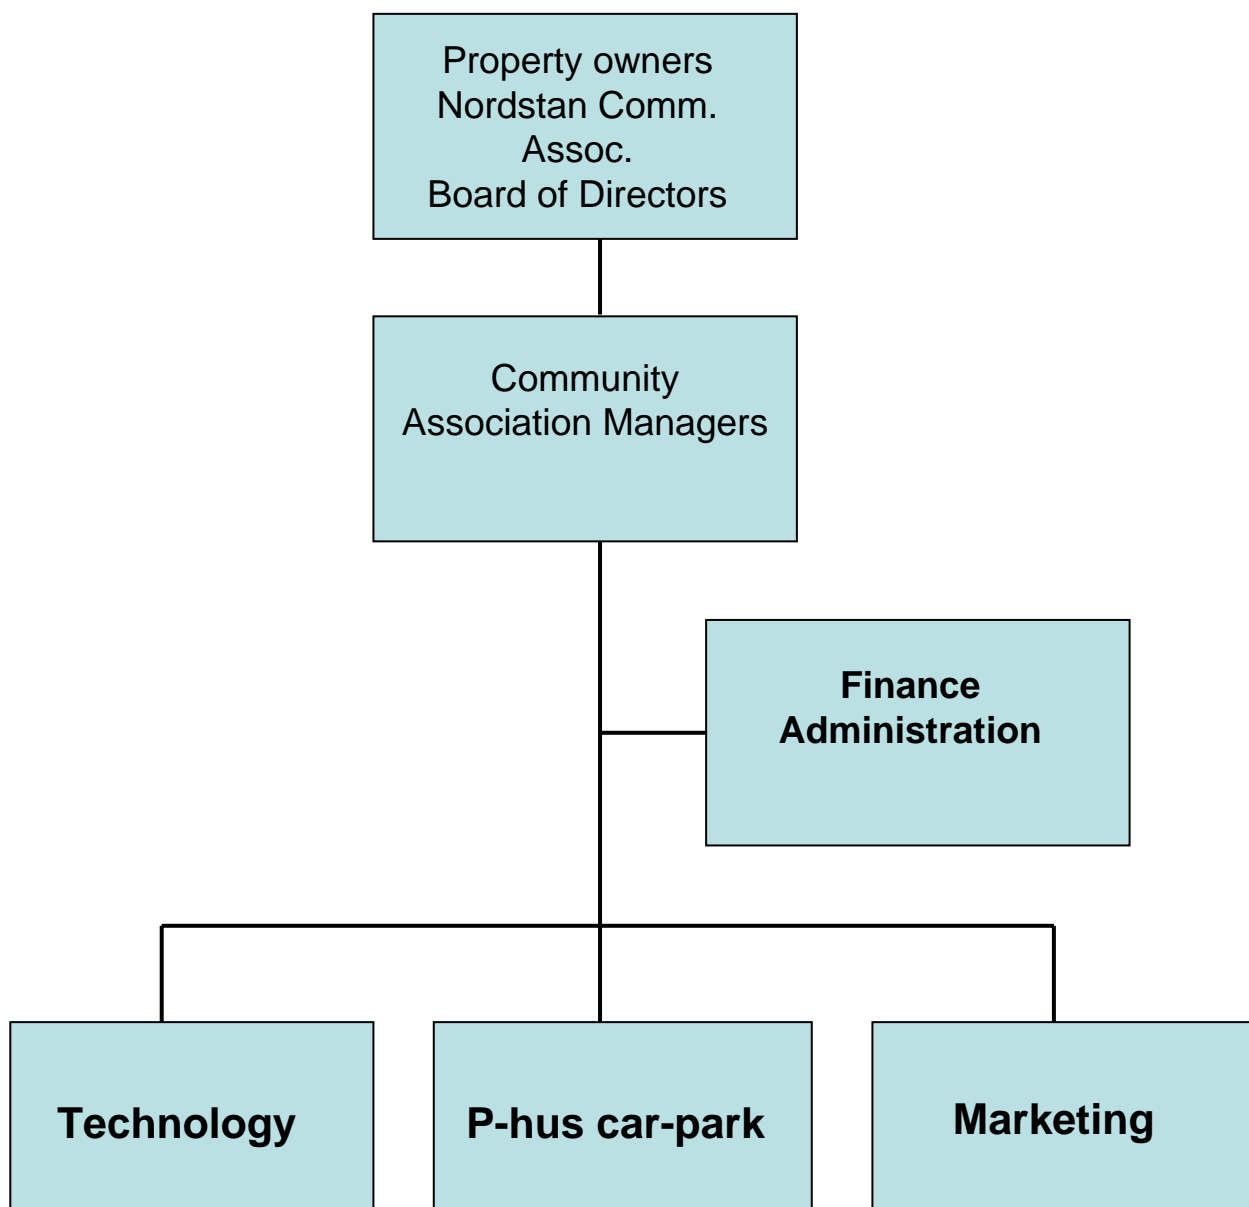 Property owners
Nordstan Comm.
Assoc.
Board of Directors
Community
Association Managers
Finance
Administration
Technology
P-hus car-park
Marketing